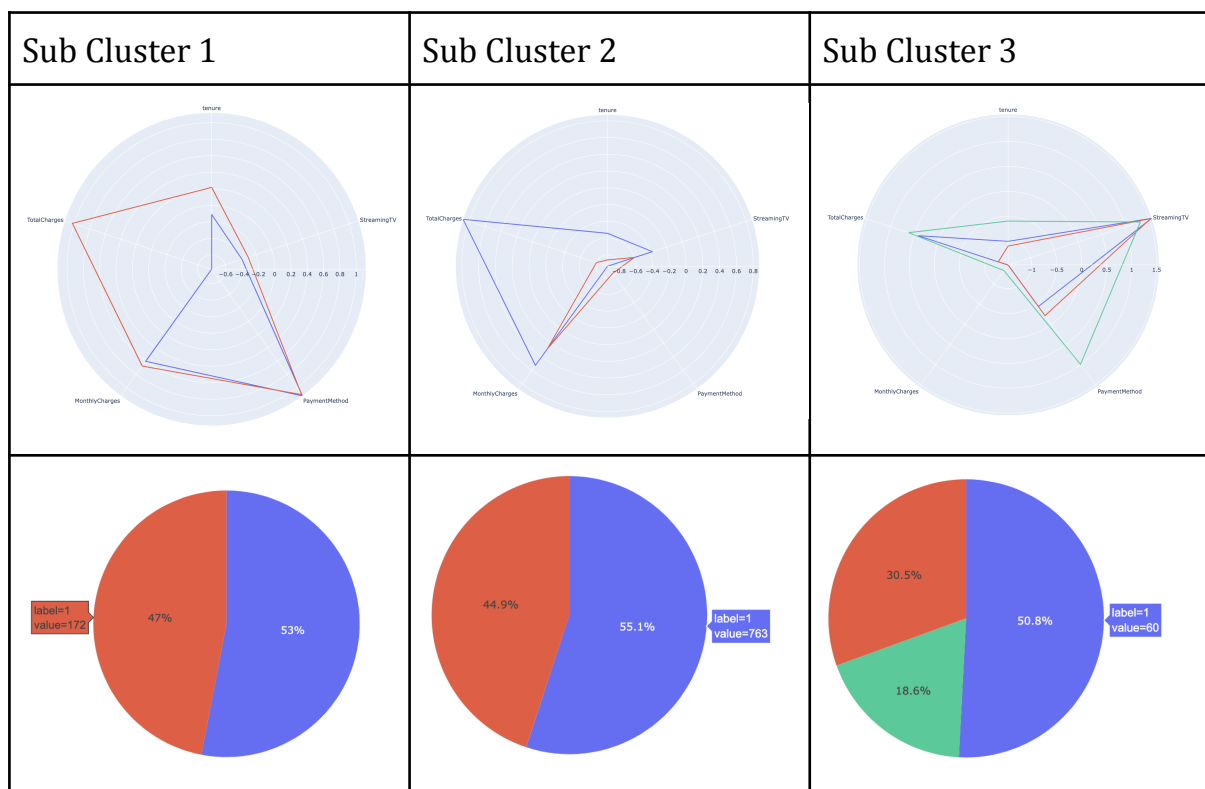 Sub Cluster 1
Sub Cluster 2
Sub Cluster 3
tenure
TotalCharges
StreamingTV
−0.6 −0.4 −0.2 0 0.2 0.4 0.6 0.8 1
MonthlyCharges
PaymentMethod
tenure
TotalCharges
StreamingTV
−0.8 −0.6 −0.4 −0.2 0 0.2 0.4 0.6 0.8
MonthlyCharges
PaymentMethod
tenure
TotalCharges
StreamingTV
−1 −0.5 0 0.5 1 1.5
MonthlyCharges
PaymentMethod
label=1
value=172
47%
53%
44.9%
55.1%
label=1
value=763
30.5%
50.8%
18.6%
label=1
value=60